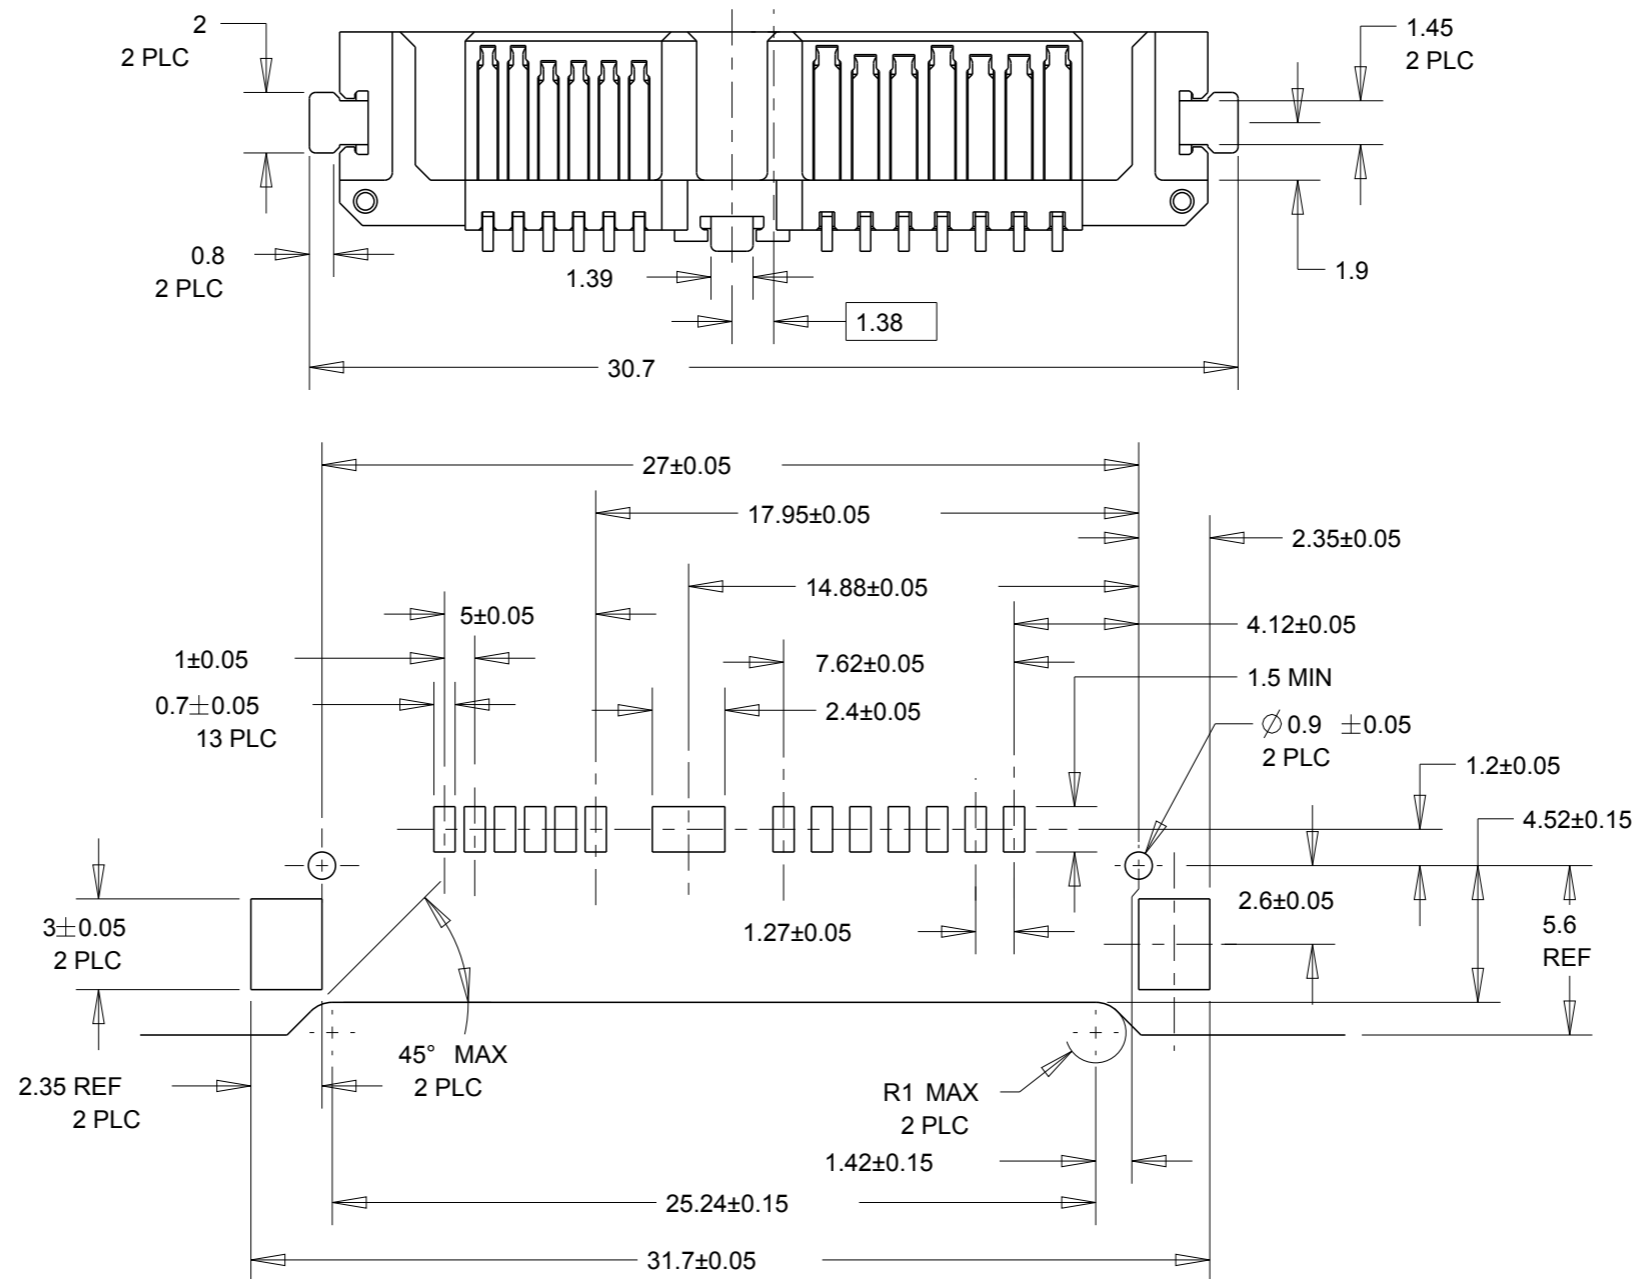 2
2 PLC
1.45
2 PLC
0.8
2 PLC
1.39
1.9
1.38
30.7
27±0.05
17.95±0.05
2.35±0.05
14.88±0.05
5±0.05
4.12±0.05
1±0.05
7.62±0.05
1.5 MIN
0.7±0.05
13 PLC
2.4±0.05
∅0.9 ±0.05
2 PLC
1.2±0.05
4.52±0.15
2.6±0.05
3±0.05
2 PLC
1.27±0.05
5.6
REF
45° MAX
2 PLC
2.35 REF
2 PLC
R1 MAX
2 PLC
1.42±0.15
25.24±0.15
31.7±0.05